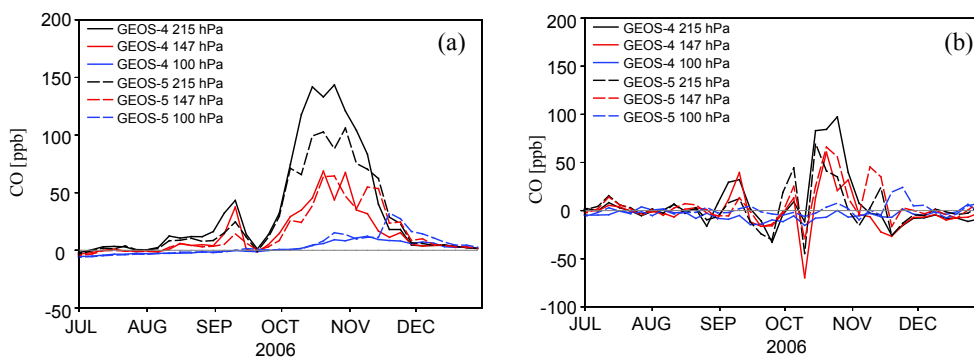 200
150
100
50
0
-50
CO [ppb]
GEOS-4 215 hPa
GEOS-4 147 hPa
GEOS-4 100 hPa
GEOS-5 215 hPa
GEOS-5 147 hPa
GEOS-5 100 hPa
(a)
JUL AUG SEP OCT NOV DEC
2006
200
150
100
50
0
-50
-100
CO [ppb]
GEOS-4 215 hPa
GEOS-4 147 hPa
GEOS-4 100 hPa
GEOS-5 215 hPa
GEOS-5 147 hPa
GEOS-5 100 hPa
(b)
JUL AUG SEP OCT NOV DEC
2006